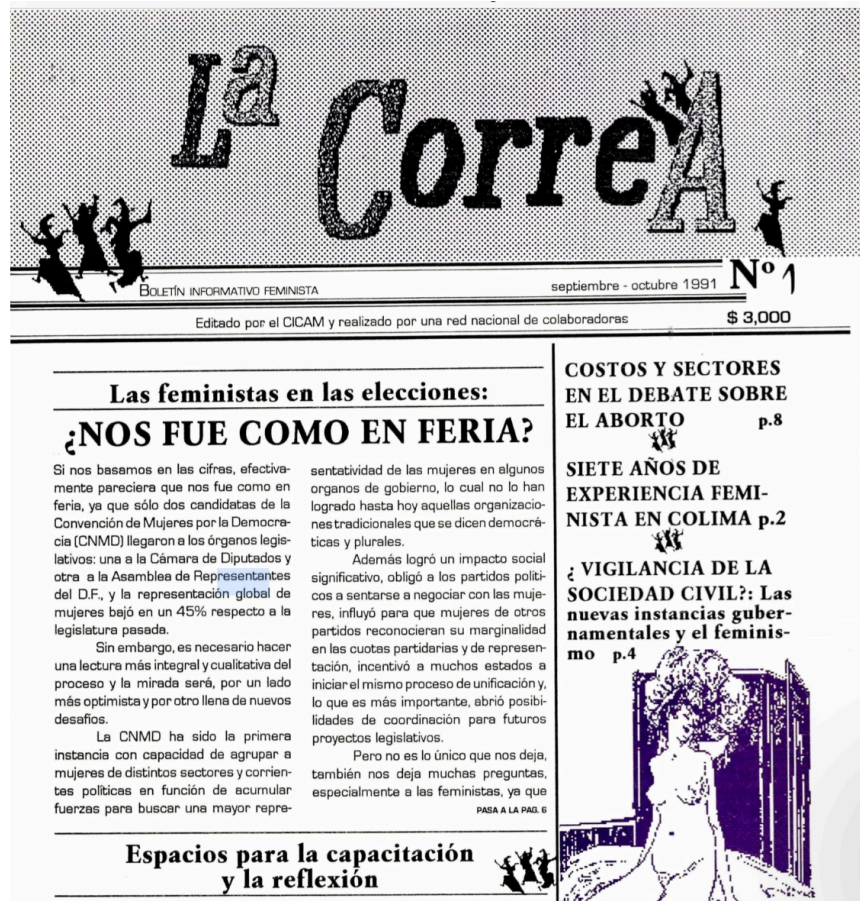 La Correa
BOLETÍN INFORMATIVO FEMINISTA
septiembre - octubre 1991
Nº 1
Editado por el CICAM y realizado por una red nacional de colaboradoras
$ 3,000
Las feministas en las elecciones:
¿NOS FUE COMO EN FERIA?
Si nos basamos en las cifras, efectiva-
mente pareciera que nos fue como en
feria, ya que sólo dos candidatas de la
Convención de Mujeres por la Democra-
cia (CNMD) llegaron a los órganos legis-
lativos: una a la Cámara de Diputados y
otra a la Asamblea de Representantes
del D.F., y la representación global de
mujeres bajó en un 45% respecto a la
legislatura pasada.
Sin embargo, es necesario hacer
una lectura más integral y cualitativa del
proceso y la mirada será, por un lado
más optimista y por otro llena de nuevos
desafios.
La CNMD ha sido la primera
instancia con capacidad de agrupar a
mujeres de distintos sectores y corrien-
tes políticas en función de acumular
fuerzas para buscar una mayor repre-
sentatividad de las mujeres en algunos
organos de gobierno, lo cual no lo han
logrado hasta hoy aquellas organizacio-
nes tradicionales que se dicen democrá-
ticas y plurales.
Además logró un impacto social
significativo, obligó a los partidos políti-
cos a sentarse a negociar con las muje-
res, influyó para que mujeres de otros
partidos reconocieran su marginalidad
en las cuotas partidarias y de represen-
tación, incentivó a muchos estados a
iniciar el mismo proceso de unificación y,
lo que es más importante, abrió posibi-
lidades de coordinación para futuros
proyectos legislativos.
Pero no es lo único que nos deja,
también nos deja muchas preguntas,
especialmente a las feministas, ya que
PASA A LA PAG. 6
Espacios para la capacitación
y la reflexión
COSTOS Y SECTORES
EN EL DEBATE SOBRE
EL ABORTO p.8
SIETE AÑOS DE
EXPERIENCIA FEMI-
NISTA EN COLIMA p.2
¿ VIGILANCIA DE LA
SOCIEDAD CIVIL?: Las
nuevas instancias guber-
namentales y el feminis-
mo p.4